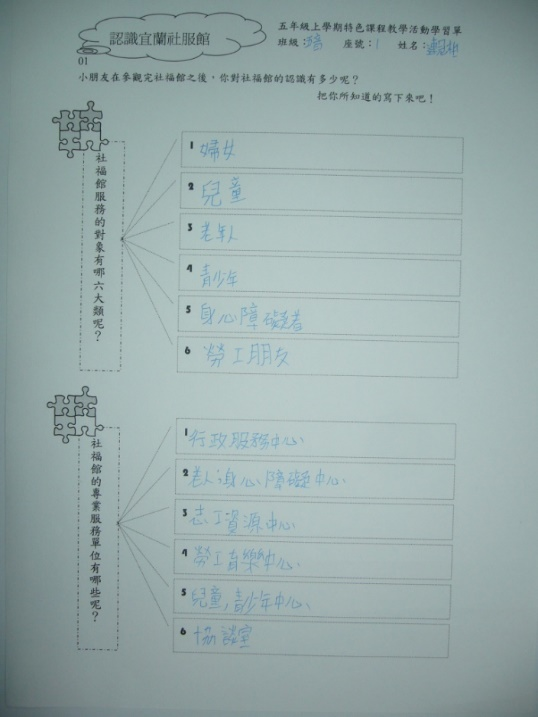 認識宜蘭社服館
五年級上學期特色課程教學活動學習單
班級： 座號：1 姓名：
01
小朋友在參觀完社福館之後，你對社福館的認識有多少呢？
把你所知道的寫下來吧！
社福館服務的對象有哪六大類呢？
1 婦女
2 兒童
3 老年人
4 青少年
5 身心障礙者
6 勞工朋友
社福館的專業服務單位有哪些呢？
1 行政服務中心
2 老人,身心障礙中心
3 志工資源中心
4 勞工育樂中心
5 兒童,青少年中心
6 協談室